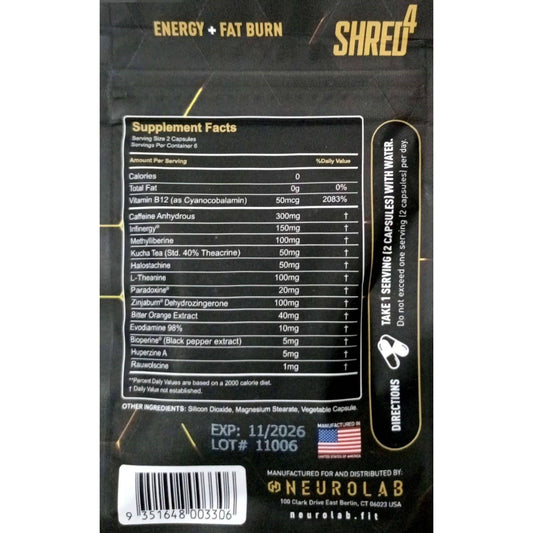 ENERGY + FAT BURN
SHRED4
Supplement Facts
Serving Size 2 Capsules
Servings Per Container 6
Amount Per Serving %Daily Value
Calories 0
Total Fat 0g 0%
Vitamin B12 (as Cyanocobalamin) 50mcg 2083%
Caffeine Anhydrous 300mg †
Infinergy® 150mg †
Methylliberine 100mg †
Kucha Tea (Std. 40% Theacrine) 50mg †
Halostachine 50mg †
L-Theanine 100mg †
Paradoxine® 20mg †
Zinjaburn® Dehydrozingerone 100mg †
Bitter Orange Extract 40mg †
Evodiamine 98% 10mg †
Bioperine® (Black pepper extract) 5mg †
Huperzine A 5mg †
Rauwolscine 1mg †
**Percent Daily Values are based on a 2000 calorie diet.
† Daily Value not established.
OTHER INGREDIENTS: Silicon Dioxide, Magnesium Stearate, Vegetable Capsule.
DIRECTIONS
TAKE 1 SERVING (2 CAPSULES) WITH WATER.
Do not exceed one serving (2 capsules) per day.
EXP: 11/2026
LOT# 11006
MANUFACTURED IN
UNITED STATES OF AMERICA
9 351648 003306
MANUFACTURED FOR AND DISTRIBUTED BY:
NEUROLAB
100 Clark Drive East Berlin, CT 06023 USA
neurolab.fit